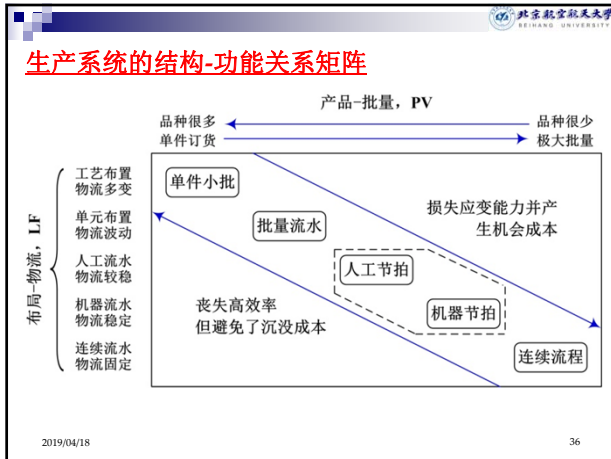 北京航空航天大学
BEIHANG UNIVERSITY
生产系统的结构-功能关系矩阵
产品-批量，PV
品种很多
品种很少
单件订货
极大批量
布局-物流，LF
工艺布置
物流多变
单元布置
物流波动
人工流水
物流较稳
机器流水
物流稳定
连续流水
物流固定
单件小批
批量流水
人工节拍
机器节拍
连续流程
损失应变能力并产
生机会成本
丧失高效率
但避免了沉没成本
2019/04/18
36